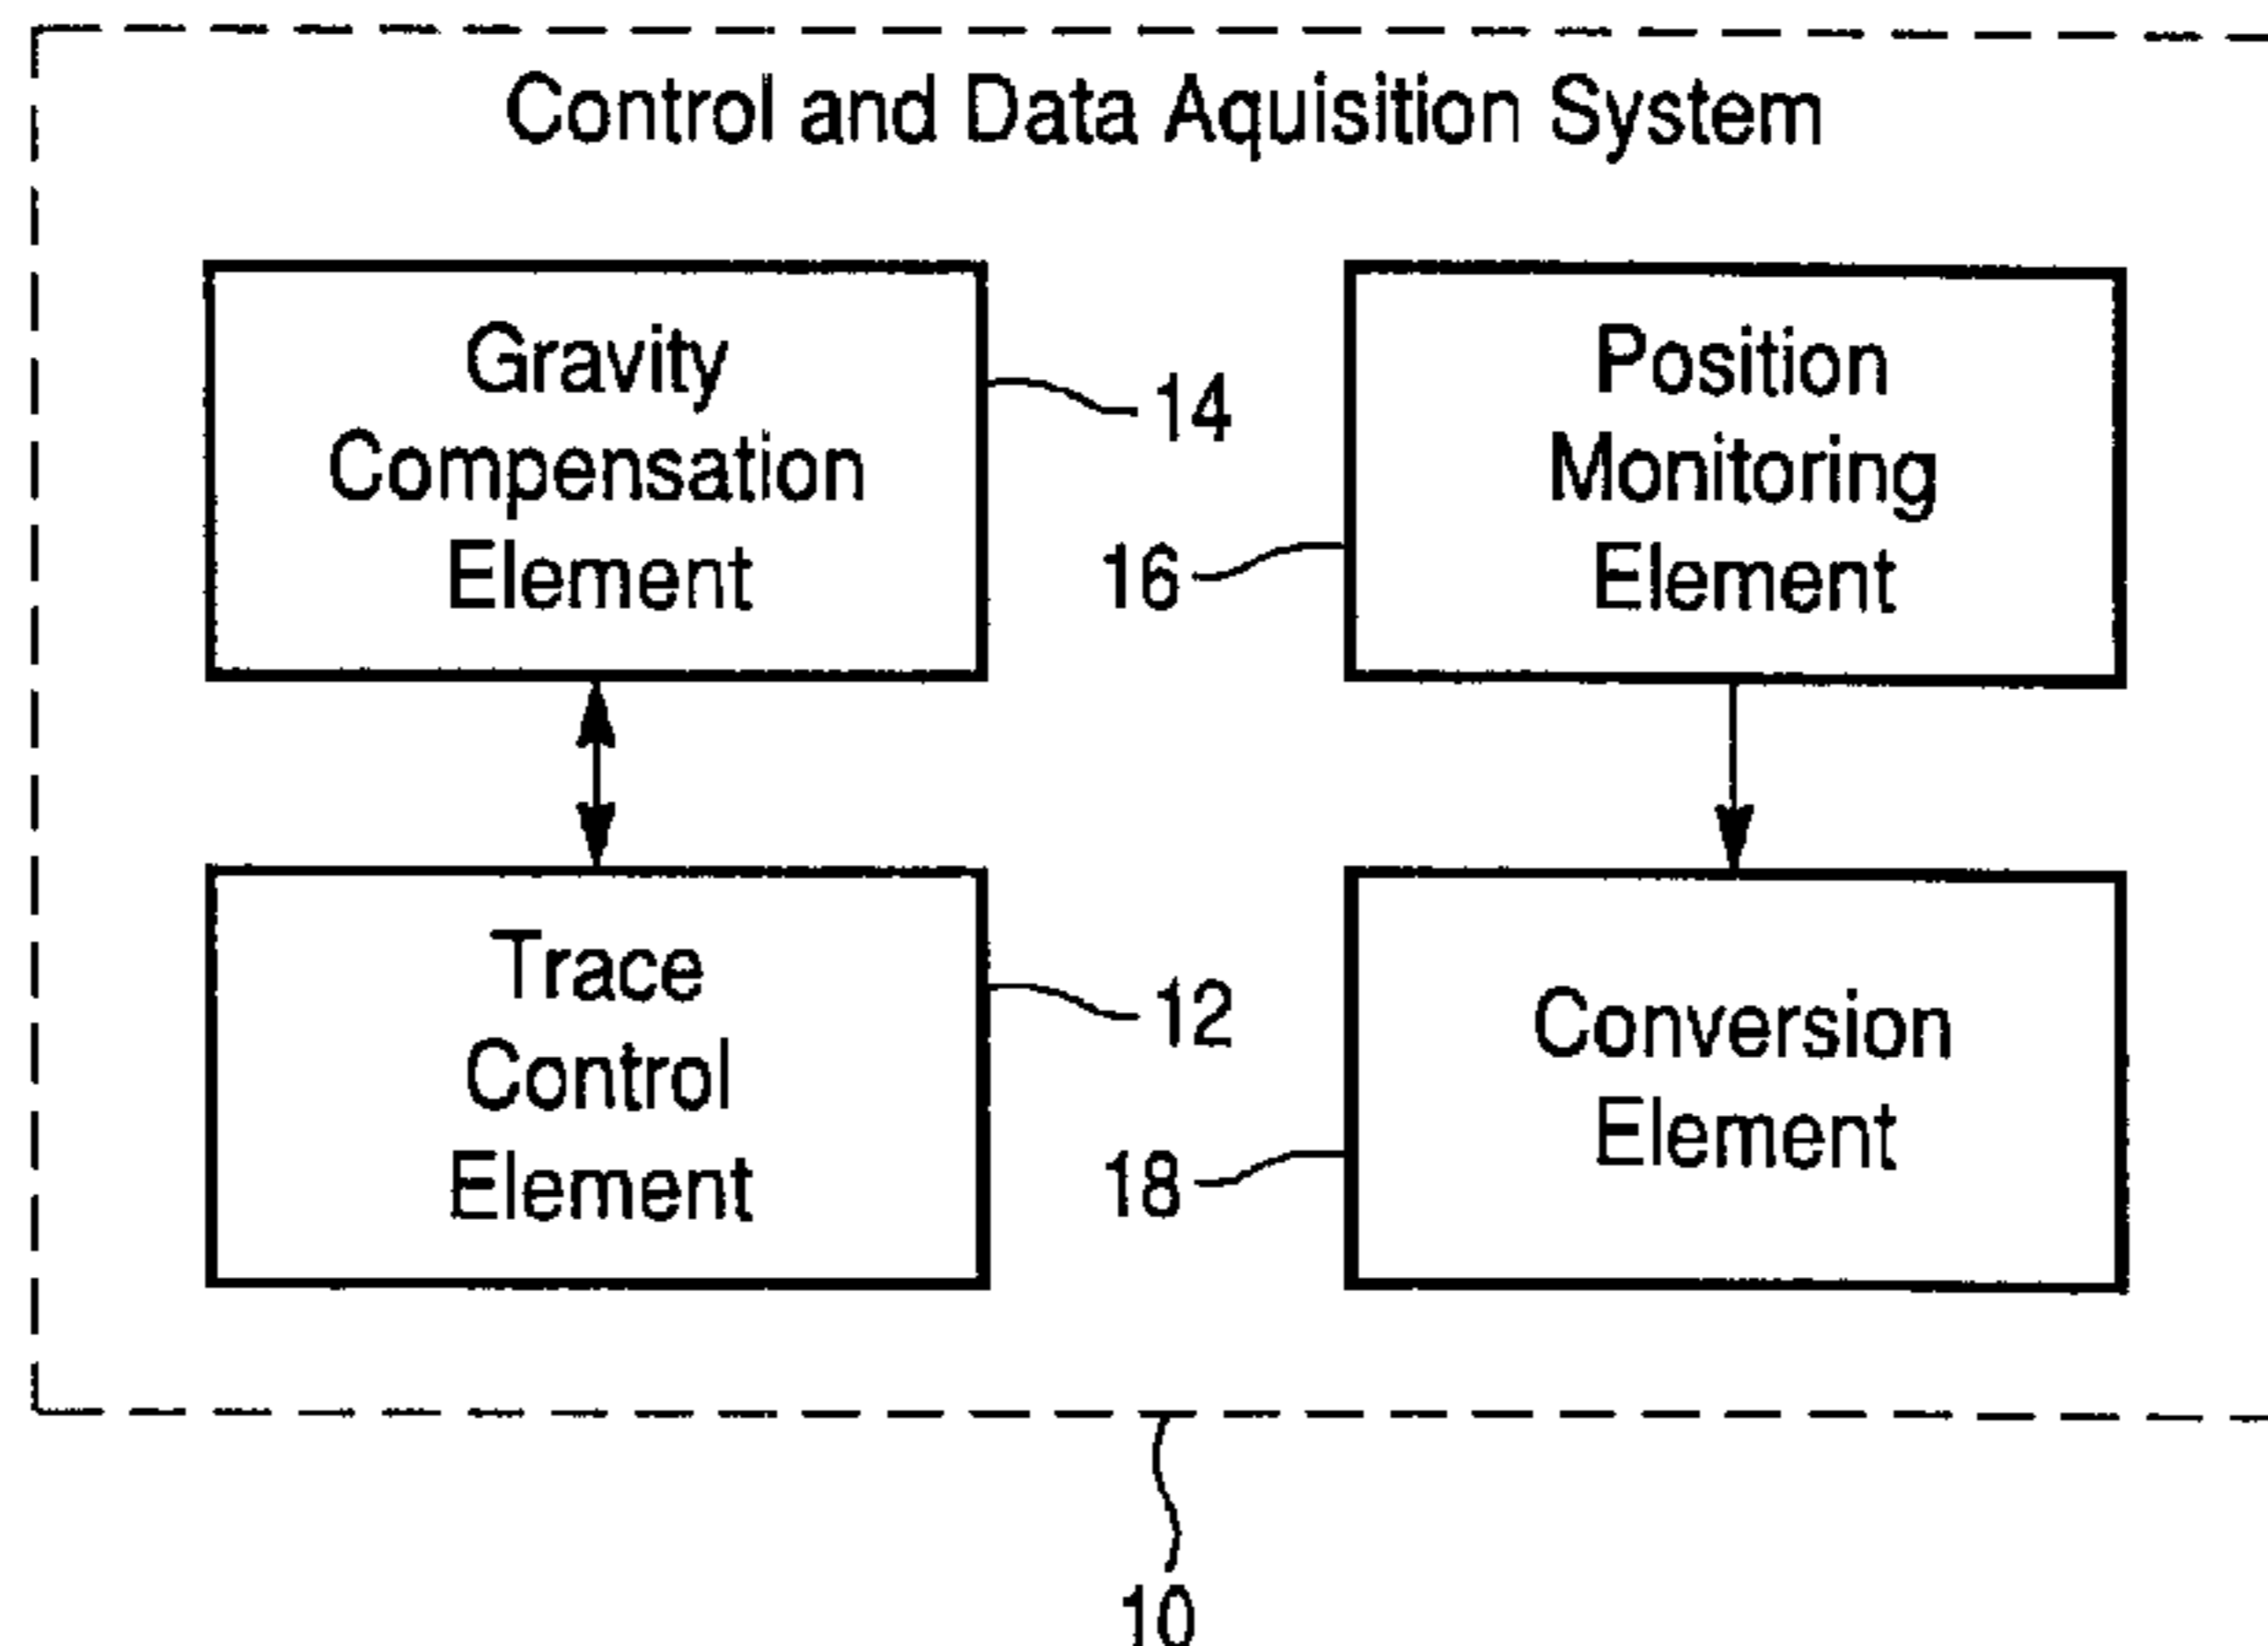 Control and Data Aquisition System
Gravity
Compensation
Element
14
Position
Monitoring
Element
16
Trace
Control
Element
12
Conversion
Element
18
10